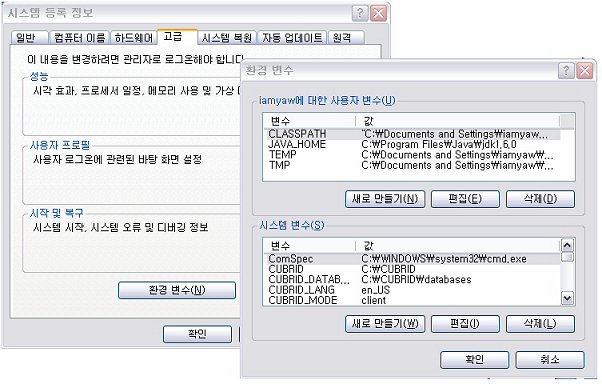 시스템 등록 정보
일반
컴퓨터 이름
하드웨어
고급
시스템 복원
자동 업데이트
원격
이 내용을 변경하려면 관리자로 로그온해야 합니다
성능
시각 효과, 프로세서 일정, 메모리 사용 및 가상
사용자 프로필
사용자 로그온에 관련된 바탕 화면 설정
시작 및 복구
시스템 시작, 시스템 오류 및 디버깅 정보
환경 변수(N)
확인
환경 변수
iamyaw에 대한 사용자 변수(U)
변수 값
CLASSPATH "C:₩Documents and Settings₩iamyaw...
JAVA_HOME C:₩Program Files₩Java₩jdk1.6.0
TEMP C:₩Documents and Settings₩iamyaw₩...
TMP C:₩Documents and Settings₩iamyaw₩...
새로 만들기(N) 편집(E) 삭제(D)
시스템 변수(S)
변수 값
ComSpec C:₩WINDOWS₩system32₩cmd.exe
CUBRID C:₩CUBRID
CUBRID_DATAB... C:₩CUBRID₩databases
CUBRID_LANG en_US
CUBRID_MODE client
새로 만들기(W) 편집(I) 삭제(L)
확인 취소